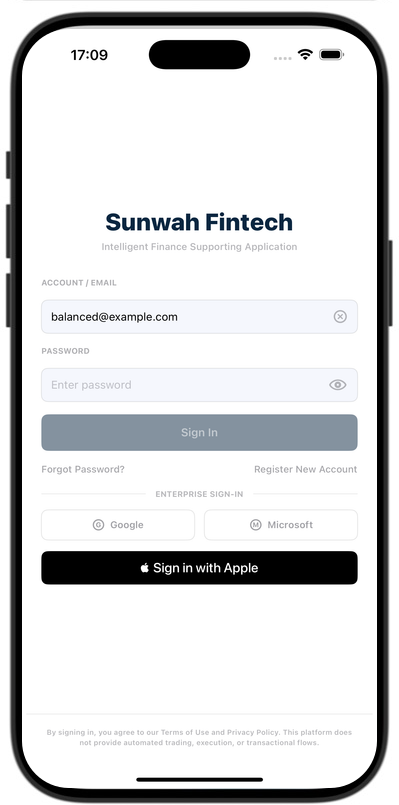 17:09
Sunwah Fintech
Intelligent Finance Supporting Application
ACCOUNT / EMAIL
balanced@example.com
PASSWORD
Enter password
Sign In
Forgot Password? Register New Account
ENTERPRISE SIGN-IN
G Google M Microsoft
Sign in with Apple
By signing in, you agree to our Terms of Use and Privacy Policy. This platform does
not provide automated trading, execution, or transactional flows.